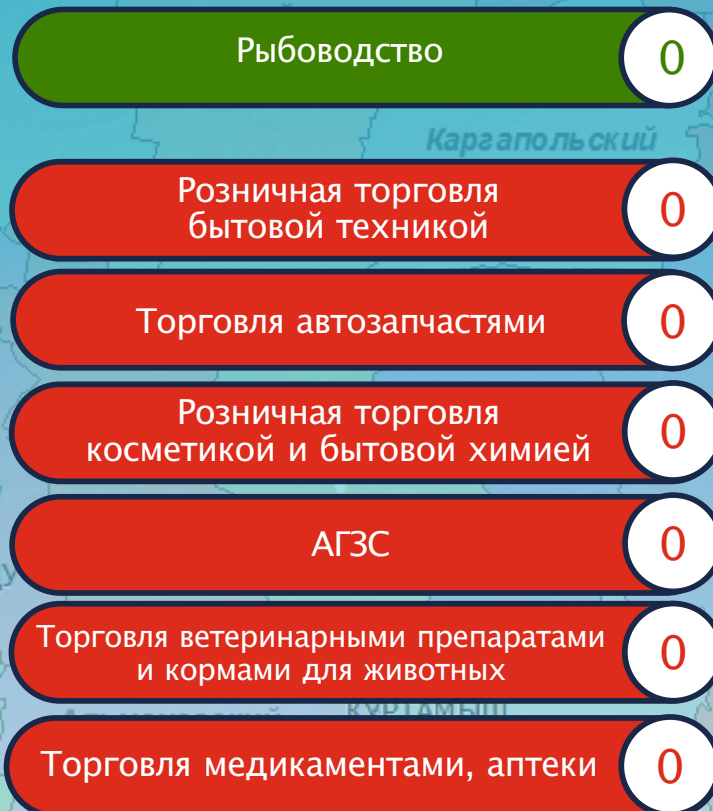 Рыбоводство
0
Каргапольский
Розничная торговля
бытовой техникой
0
Торговля автозапчастями
0
Розничная торговля
косметикой и бытовой химией
0
АГЗС
0
Торговля ветеринарными препаратами
и кормами для животных
0
КУРТАМЫШ
Торговля медикаментами, аптеки
0